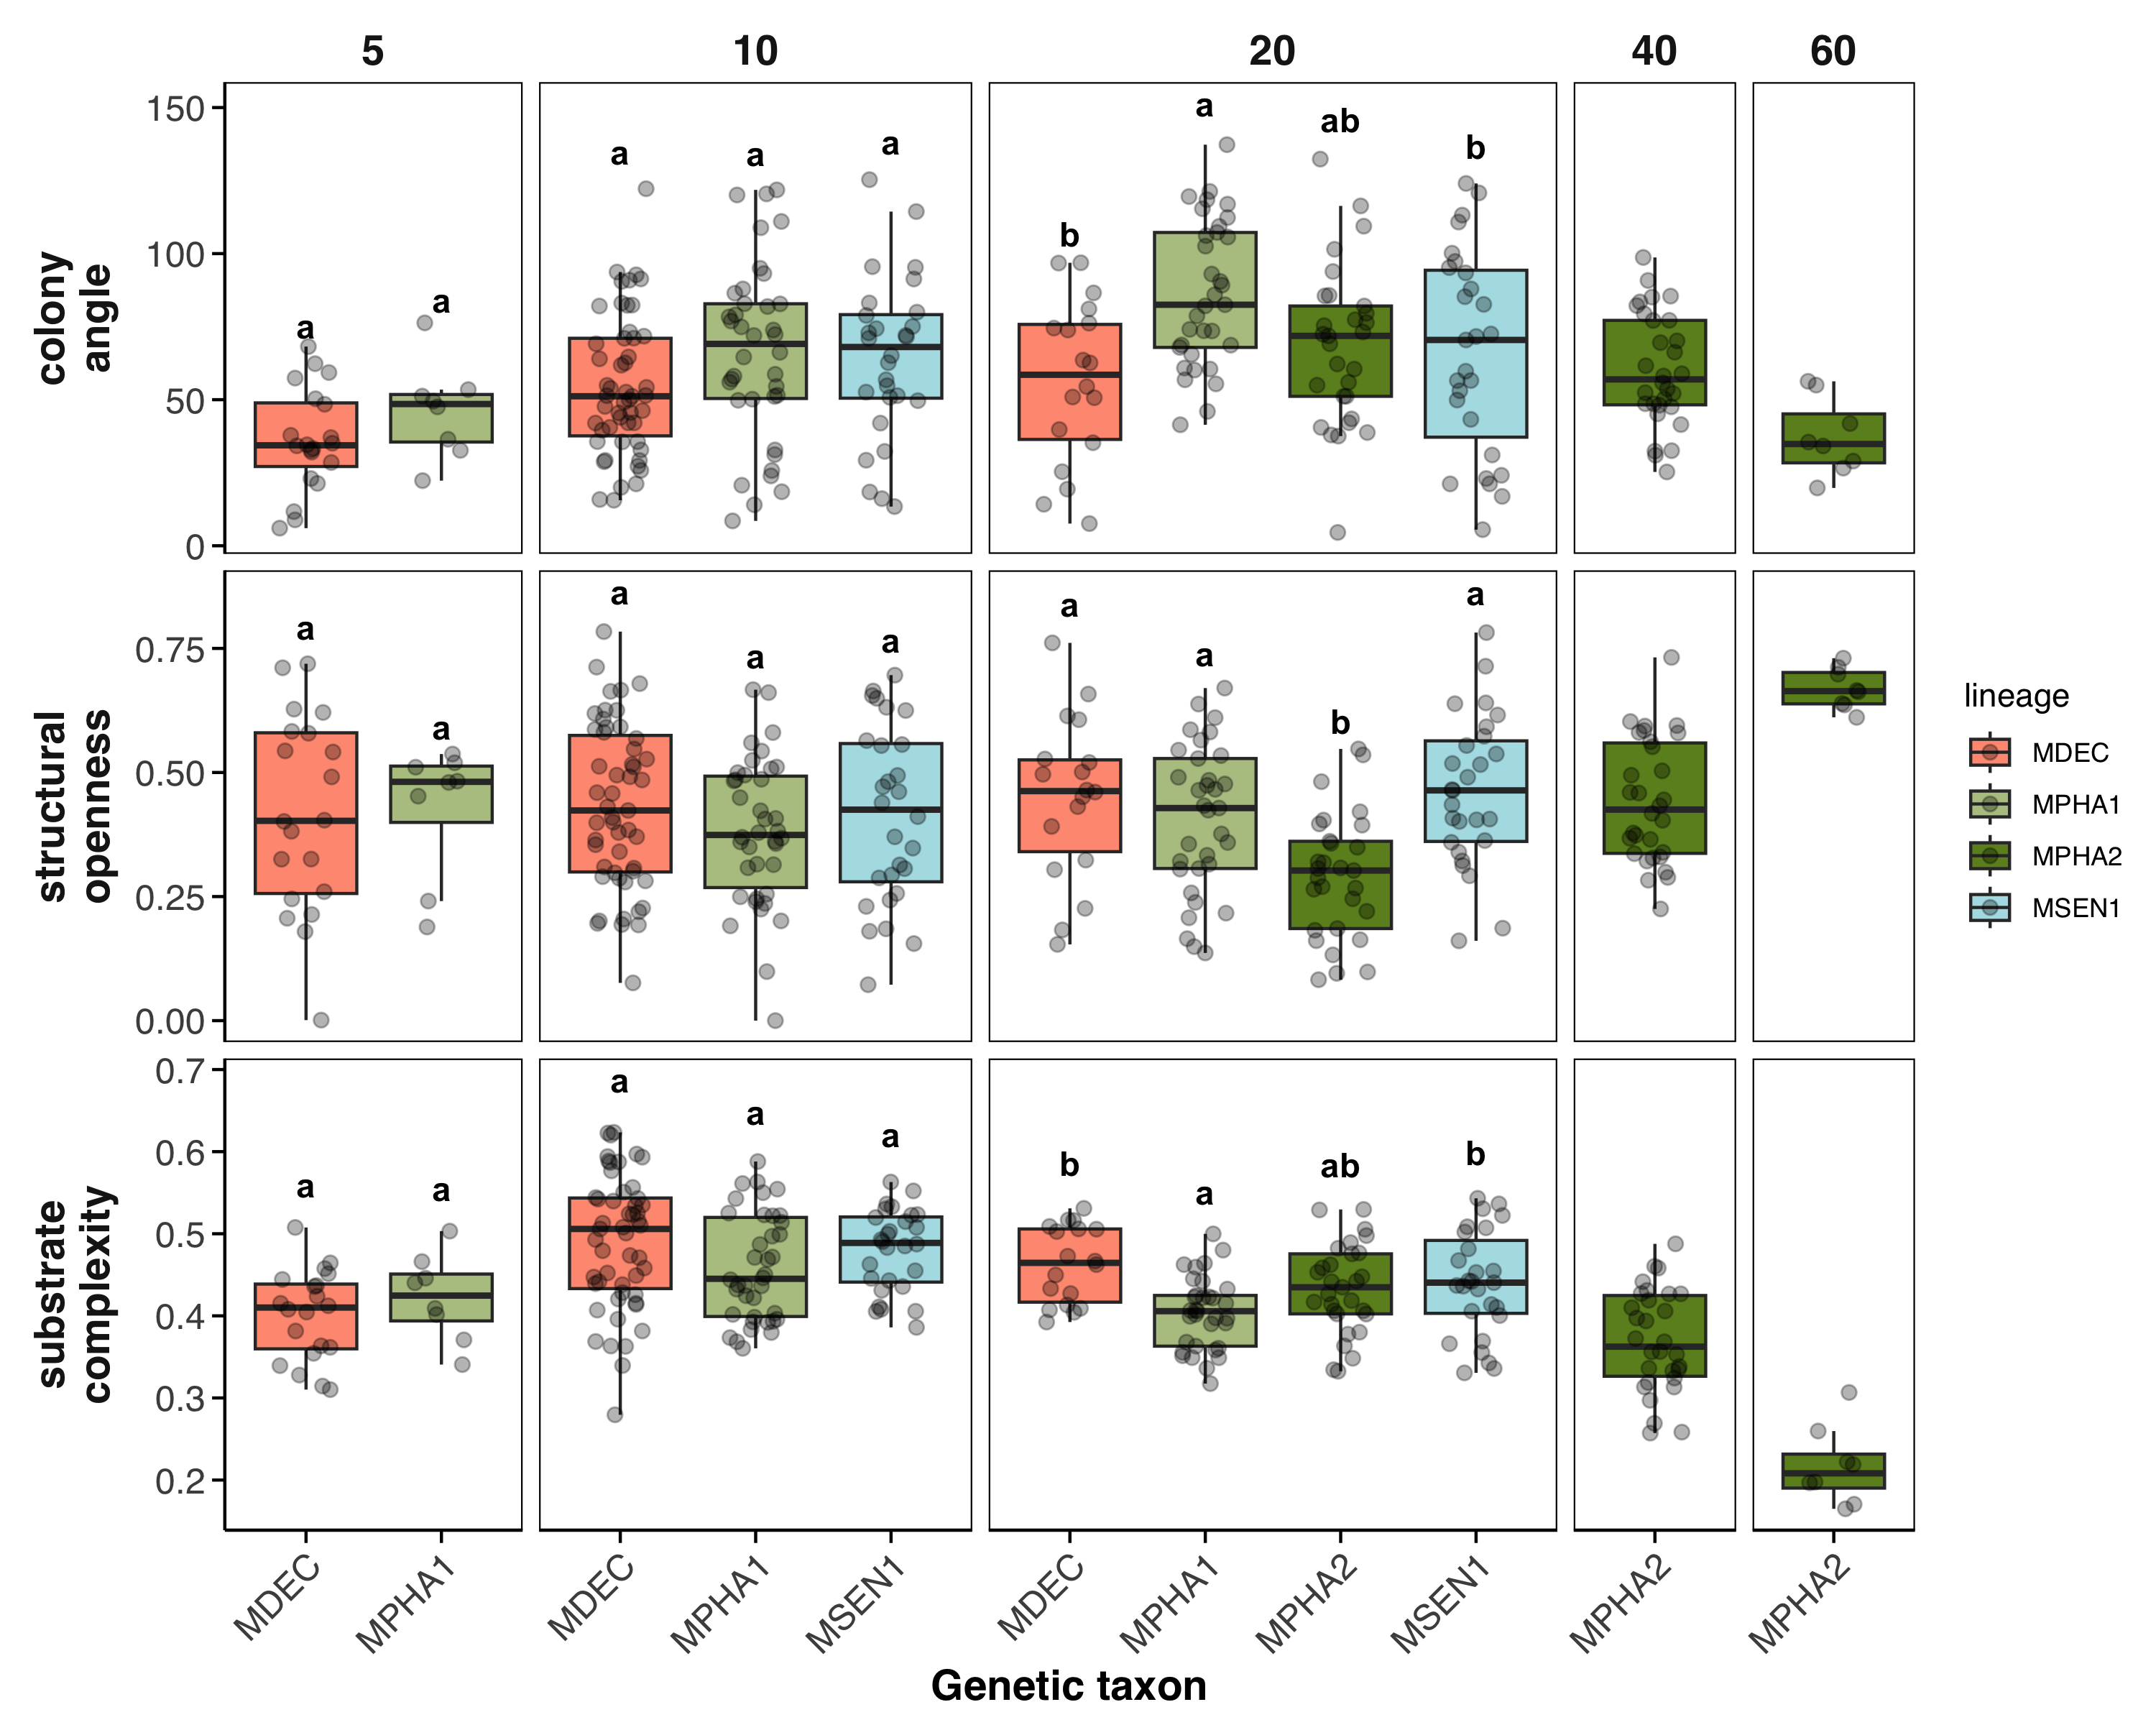 5 10 20 40 60
colony
angle
150
100
50
0
a a
a a a
b a ab b
structural
openness
0.75
0.50
0.25
0.00
a a
a a a
a a b a
substrate
complexity
0.7
0.6
0.5
0.4
0.3
0.2
a a
a a a
b a ab b
MDEC MPHA1 MDEC MPHA1 MSEN1 MDEC MPHA1 MPHA2 MSEN1 MPHA2 MPHA2
Genetic taxon
lineage
MDEC
MPHA1
MPHA2
MSEN1